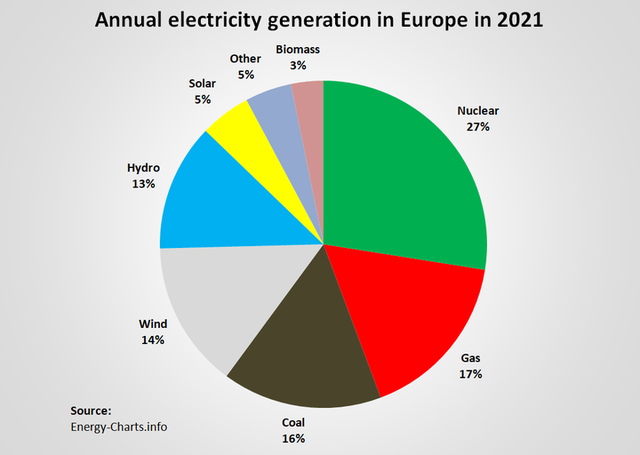 Annual electricity generation in Europe in 2021
Biomass
3%
Other
5%
Solar
5%
Nuclear
27%
Hydro
13%
Wind
14%
Gas
17%
Coal
16%
Source:
Energy-Charts.info